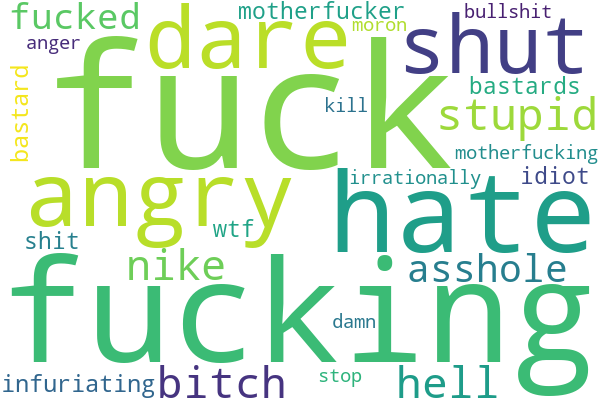 fucked
motherfucker
bullshit
anger
dare
moron
shut
fuck
bastard
kill
bastards
stupid
motherfucking
angry
irrationally
idiot
hate
shit
wtf
nike
asshole
fucking
damn
infuriating
bitch
stop
hell